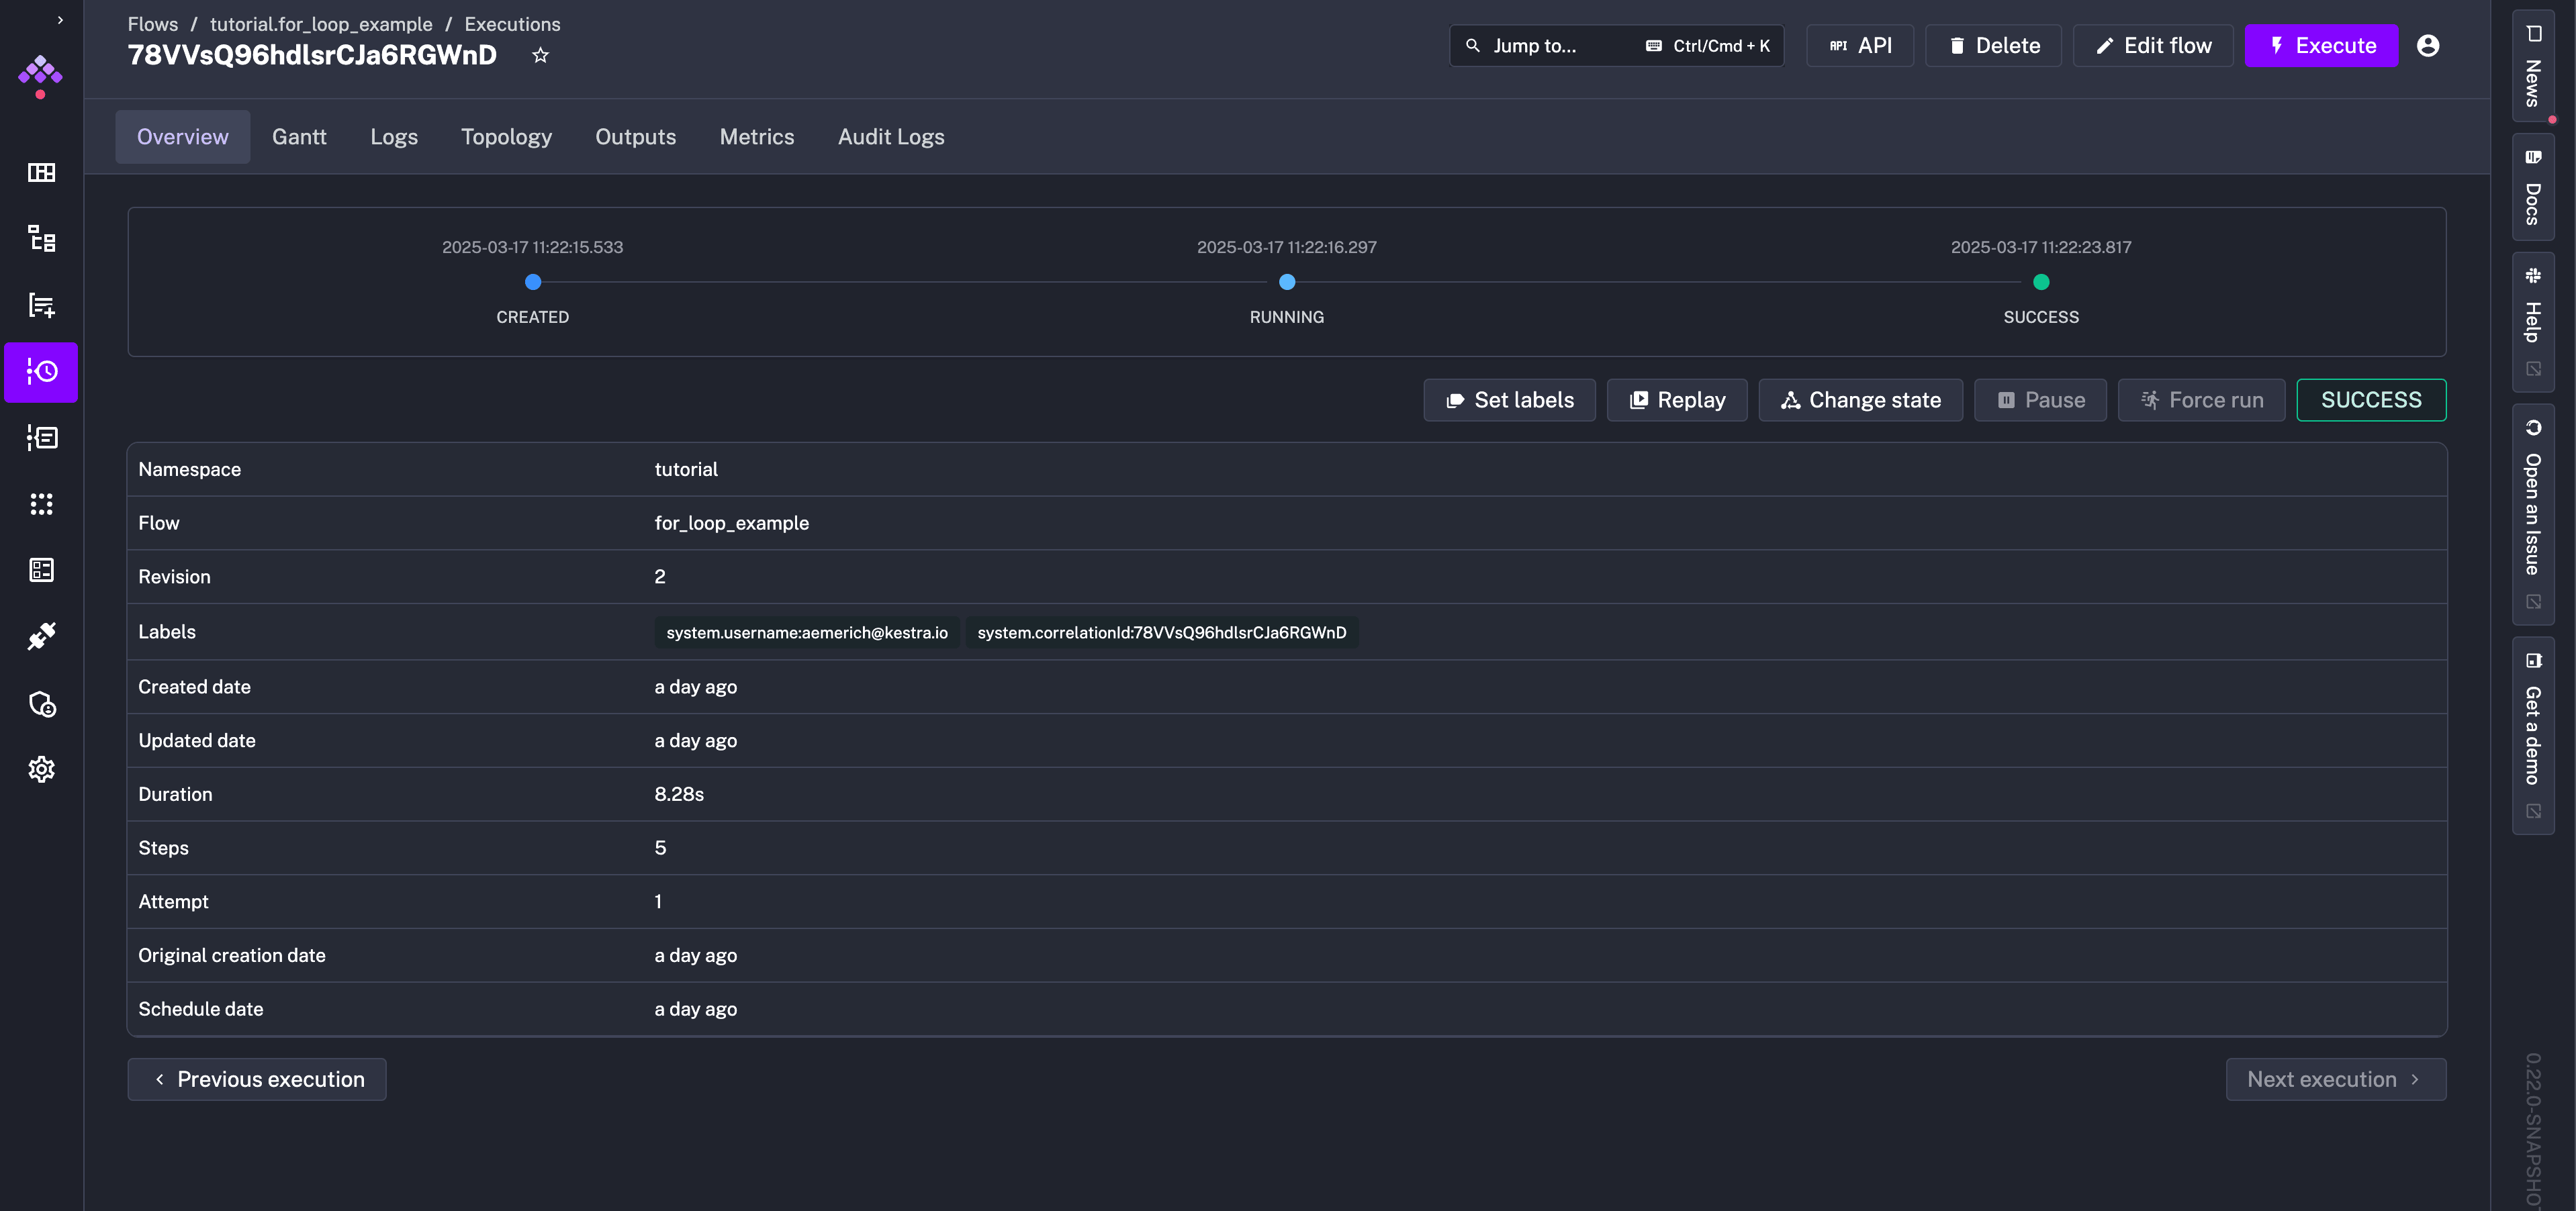 Flows / tutorial.for_loop_example / Executions
78VVsQ96hdlsrCJa6RGWnD
Jump to... Ctrl/Cmd + K
API
Delete
Edit flow
Execute
Overview
Gantt
Logs
Topology
Outputs
Metrics
Audit Logs
2025-03-17 11:22:15.533
2025-03-17 11:22:16.297
2025-03-17 11:22:23.817
CREATED
RUNNING
SUCCESS
Set labels
Replay
Change state
Pause
Force run
SUCCESS
Namespace tutorial
Flow for_loop_example
Revision 2
Labels system.username:aemerich@kestra.io system.correlationId:78VVsQ96hdlsrCJa6RGWnD
Created date a day ago
Updated date a day ago
Duration 8.28s
Steps 5
Attempt 1
Original creation date a day ago
Schedule date a day ago
Previous execution
Next execution
News
Docs
Help
Open an Issue
Get a demo
0.22.0-SNAPSHO